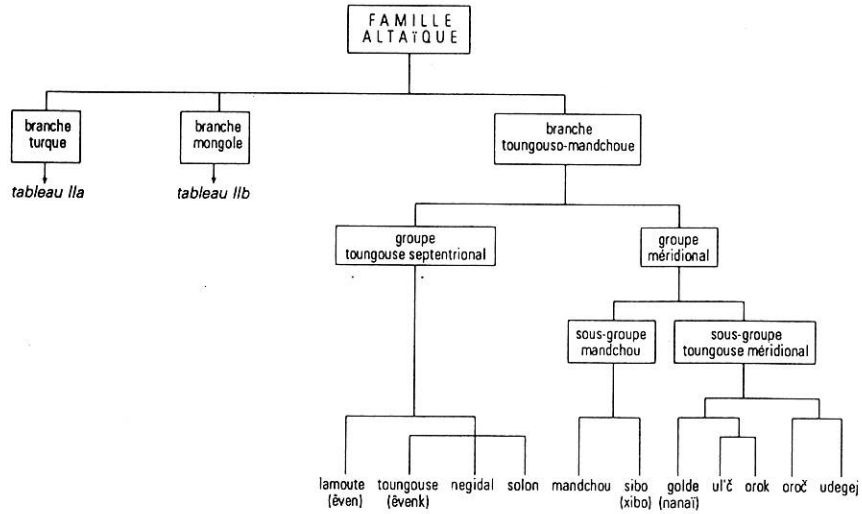 FAMILLE
ALTAïQUE
branche
turque
branche
mongole
branche
toungouso-mandchoue
tableau IIa
tableau IIb
groupe
toungouse septentrional
groupe
méridional
sous-groupe
mandchou
sous-groupe
toungouse méridional
lamoute
(êven)
toungouse
(êvenk)
negidal
solon
mandchou
sibo
(xibo)
golde
(nanaï)
ul'č
orok
oroč
udegej